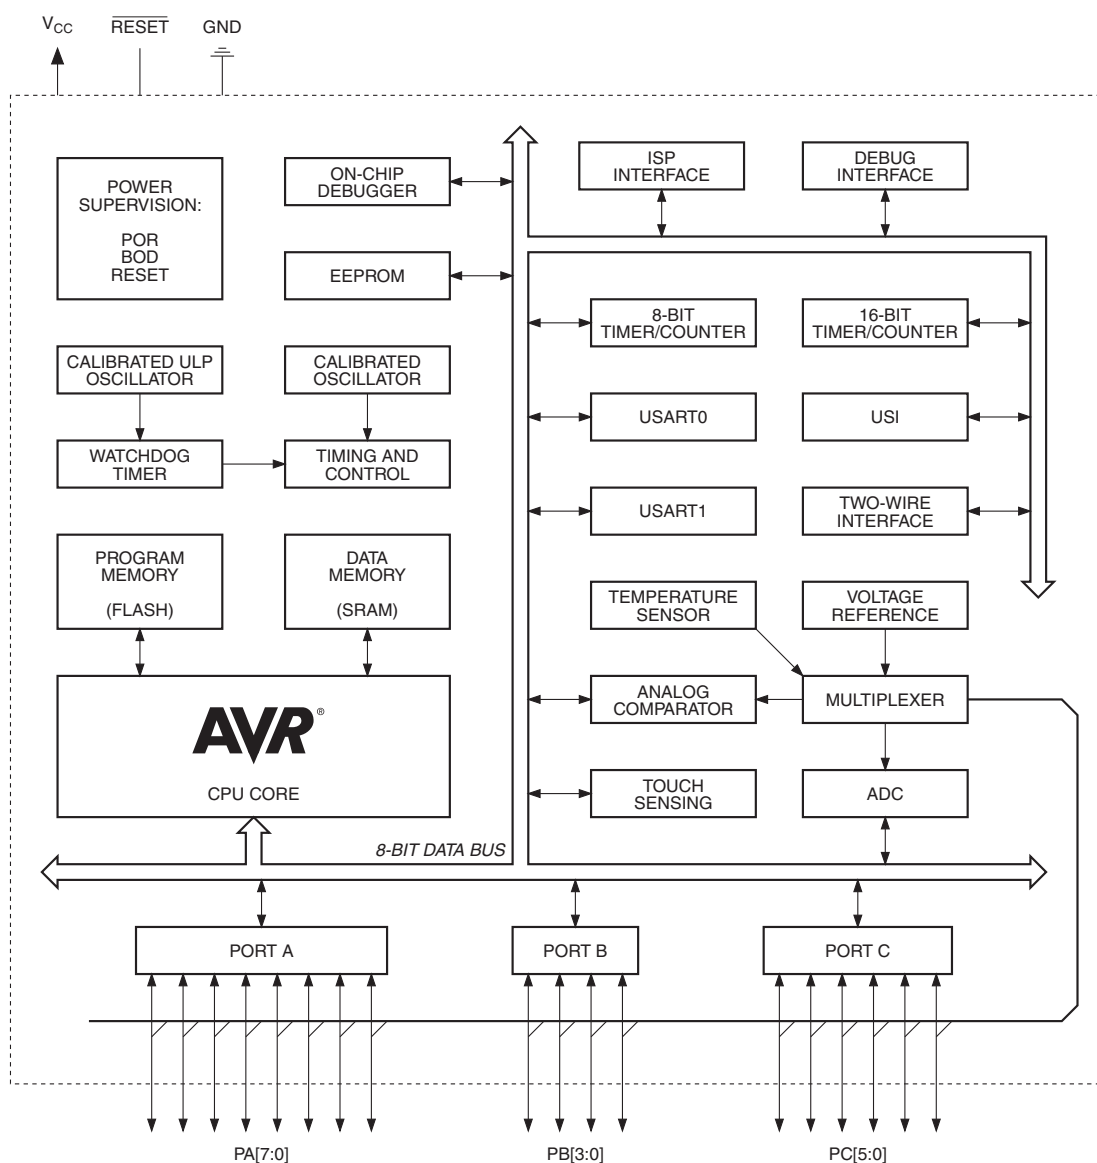 VCC
RESET
GND
POWER
SUPERVISION:
POR
BOD
RESET
ON-CHIP
DEBUGGER
ISP
INTERFACE
DEBUG
INTERFACE
EEPROM
8-BIT
TIMER/COUNTER
16-BIT
TIMER/COUNTER
CALIBRATED ULP
OSCILLATOR
CALIBRATED
OSCILLATOR
USART0
USI
WATCHDOG
TIMER
TIMING AND
CONTROL
USART1
TWO-WIRE
INTERFACE
PROGRAM
MEMORY
(FLASH)
DATA
MEMORY
(SRAM)
TEMPERATURE
SENSOR
VOLTAGE
REFERENCE
AVR®
CPU CORE
ANALOG
COMPARATOR
MULTIPLEXER
TOUCH
SENSING
ADC
8-BIT DATA BUS
PORT A
PORT B
PORT C
PA[7:0]
PB[3:0]
PC[5:0]